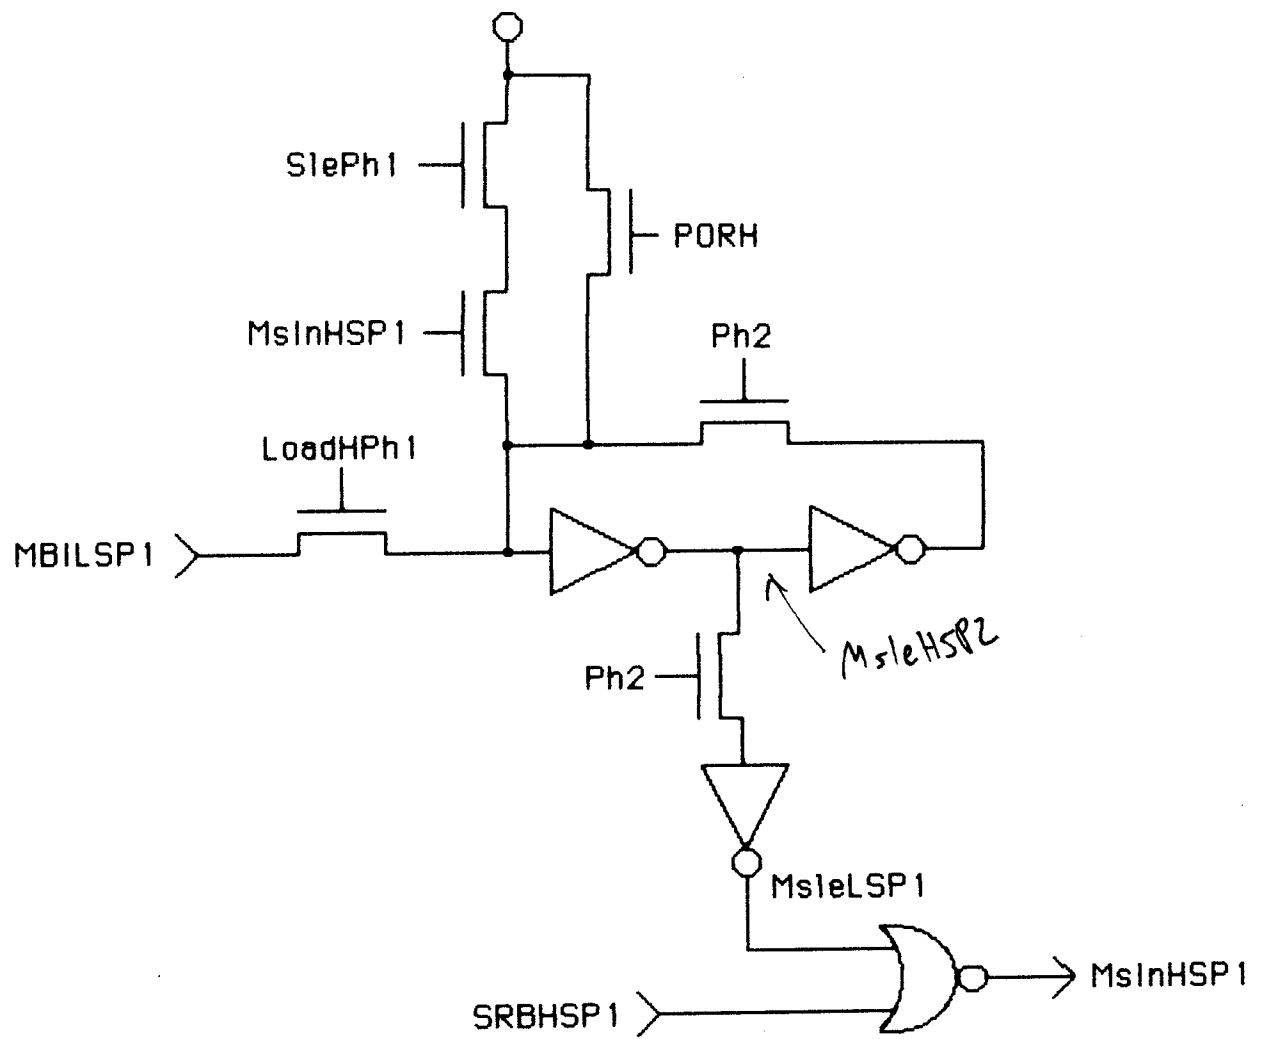 SlePh1
PORH
MsInHSP1
Ph2
LoadHPh1
MBILSP1
MsleHSP2
Ph2
MsleLSP1
MsInHSP1
SRBHSP1